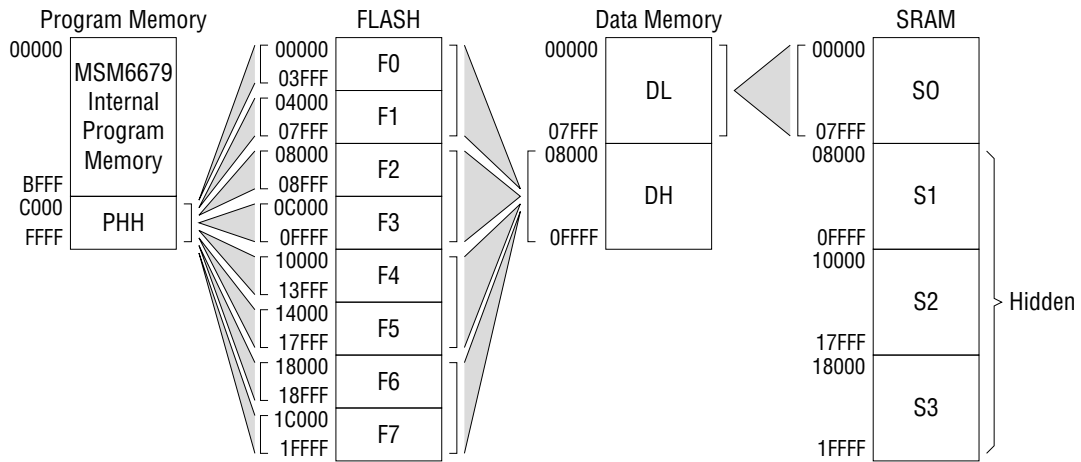 Program Memory
00000
MSM6679
Internal
Program
Memory
BFFF
C000
PHH
FFFF
FLASH
00000
F0
03FFF
04000
F1
07FFF
08000
F2
08FFF
0C000
F3
0FFFF
10000
F4
13FFF
14000
F5
17FFF
18000
F6
18FFF
1C000
F7
1FFFF
Data Memory
00000
DL
07FFF
08000
DH
0FFFF
SRAM
00000
S0
07FFF
08000
S1
0FFFF
10000
S2
17FFF
18000
S3
1FFFF
Hidden